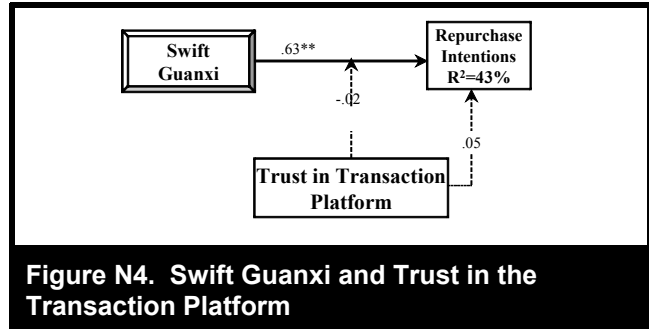 Swift
Guanxi
.63**
Repurchase
Intentions
R²=43%
-.02
.05
Trust in Transaction
Platform
Figure N4. Swift Guanxi and Trust in the
Transaction Platform